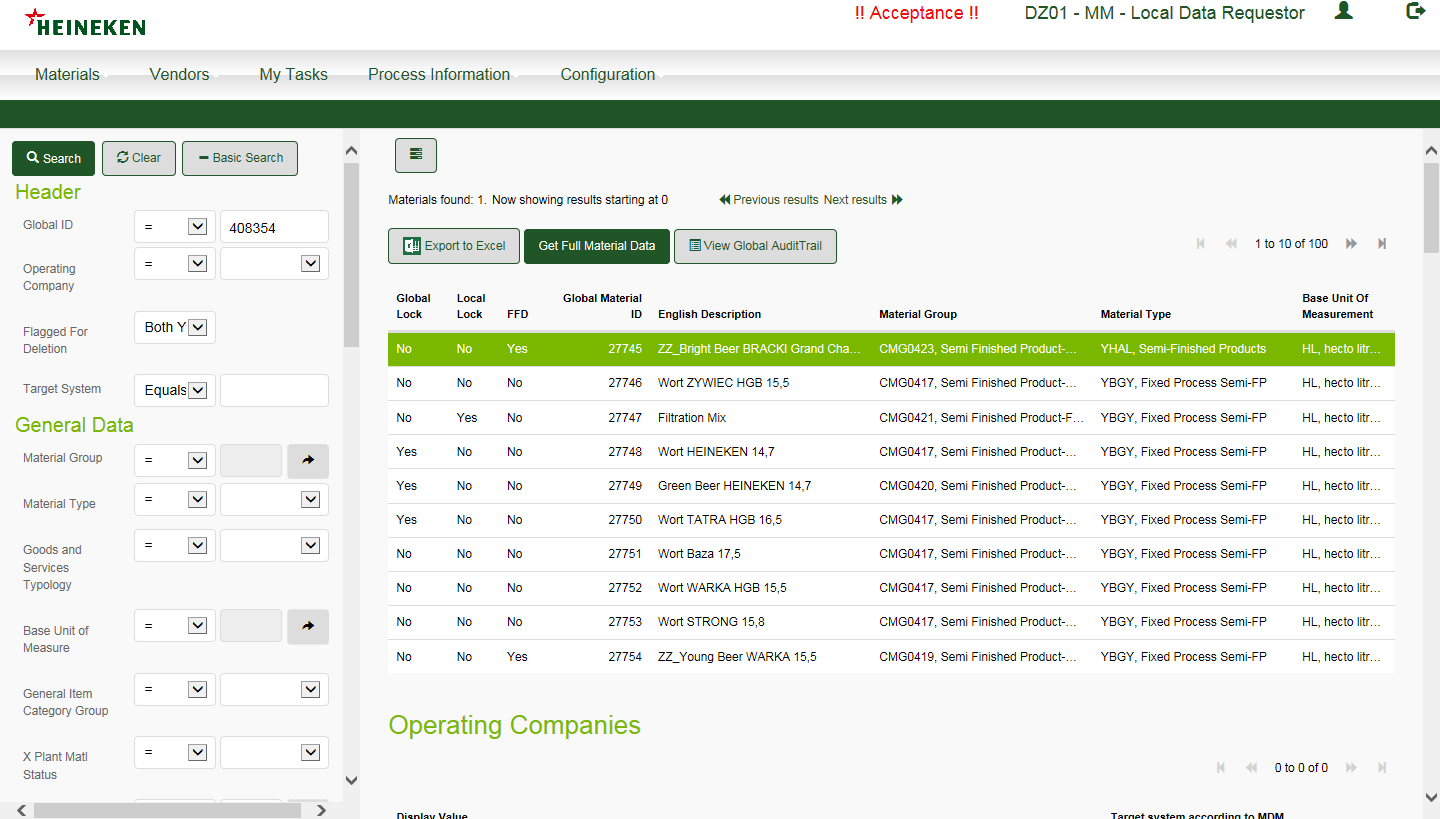 HEINEKEN
!! Acceptance !!
DZ01 - MM - Local Data Requestor
Materials
Vendors
My Tasks
Process Information
Configuration
Search
Clear
Basic Search
Header
Global ID
=
408354
Operating
Company
=
Flagged For
Deletion
Both Y
Target System
Equals
General Data
Material Group
=
Material Type
=
Goods and
Services
Typology
=
Base Unit of
Measure
=
General Item
Category Group
=
X Plant Matl
Status
=
Materials found: 1. Now showing results starting at 0
Previous results Next results
Export to Excel
Get Full Material Data
View Global AuditTrail
1 to 10 of 100
Global Lock Local Lock FFD Global Material ID English Description Material Group Material Type Base Unit Of Measurement
No No Yes 27745 ZZ_Bright Beer BRACKI Grand Cha... CMG0423, Semi Finished Product-... YHAL, Semi-Finished Products HL, hecto litr...
No No No 27746 Wort ZYWIEC HGB 15,5 CMG0417, Semi Finished Product-... YBGY, Fixed Process Semi-FP HL, hecto litr...
No Yes No 27747 Filtration Mix CMG0421, Semi Finished Product-F... YBGY, Fixed Process Semi-FP HL, hecto litr...
Yes No No 27748 Wort HEINEKEN 14,7 CMG0417, Semi Finished Product-... YBGY, Fixed Process Semi-FP HL, hecto litr...
Yes No No 27749 Green Beer HEINEKEN 14,7 CMG0420, Semi Finished Product-... YBGY, Fixed Process Semi-FP HL, hecto litr...
Yes No No 27750 Wort TATRA HGB 16,5 CMG0417, Semi Finished Product-... YBGY, Fixed Process Semi-FP HL, hecto litr...
No No No 27751 Wort Baza 17,5 CMG0417, Semi Finished Product-... YBGY, Fixed Process Semi-FP HL, hecto litr...
No No No 27752 Wort WARKA HGB 15,5 CMG0417, Semi Finished Product-... YBGY, Fixed Process Semi-FP HL, hecto litr...
No No No 27753 Wort STRONG 15,8 CMG0417, Semi Finished Product-... YBGY, Fixed Process Semi-FP HL, hecto litr...
No No Yes 27754 ZZ_Young Beer WARKA 15,5 CMG0419, Semi Finished Product-... YBGY, Fixed Process Semi-FP HL, hecto litr...
Operating Companies
0 to 0 of 0
Display Value
Target system according to MDM